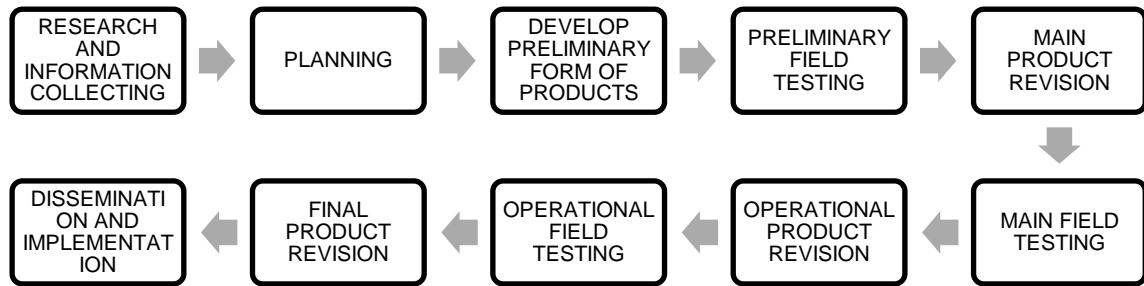 RESEARCH
AND
INFORMATION
COLLECTING
PLANNING
DEVELOP
PRELIMINARY
FORM OF
PRODUCTS
PRELIMINARY
FIELD
TESTING
MAIN
PRODUCT
REVISION
MAIN FIELD
TESTING
OPERATIONAL
PRODUCT
REVISION
OPERATIONAL
FIELD
TESTING
FINAL
PRODUCT
REVISION
DISSEMINATI
ON AND
IMPLEMENTAT
ION